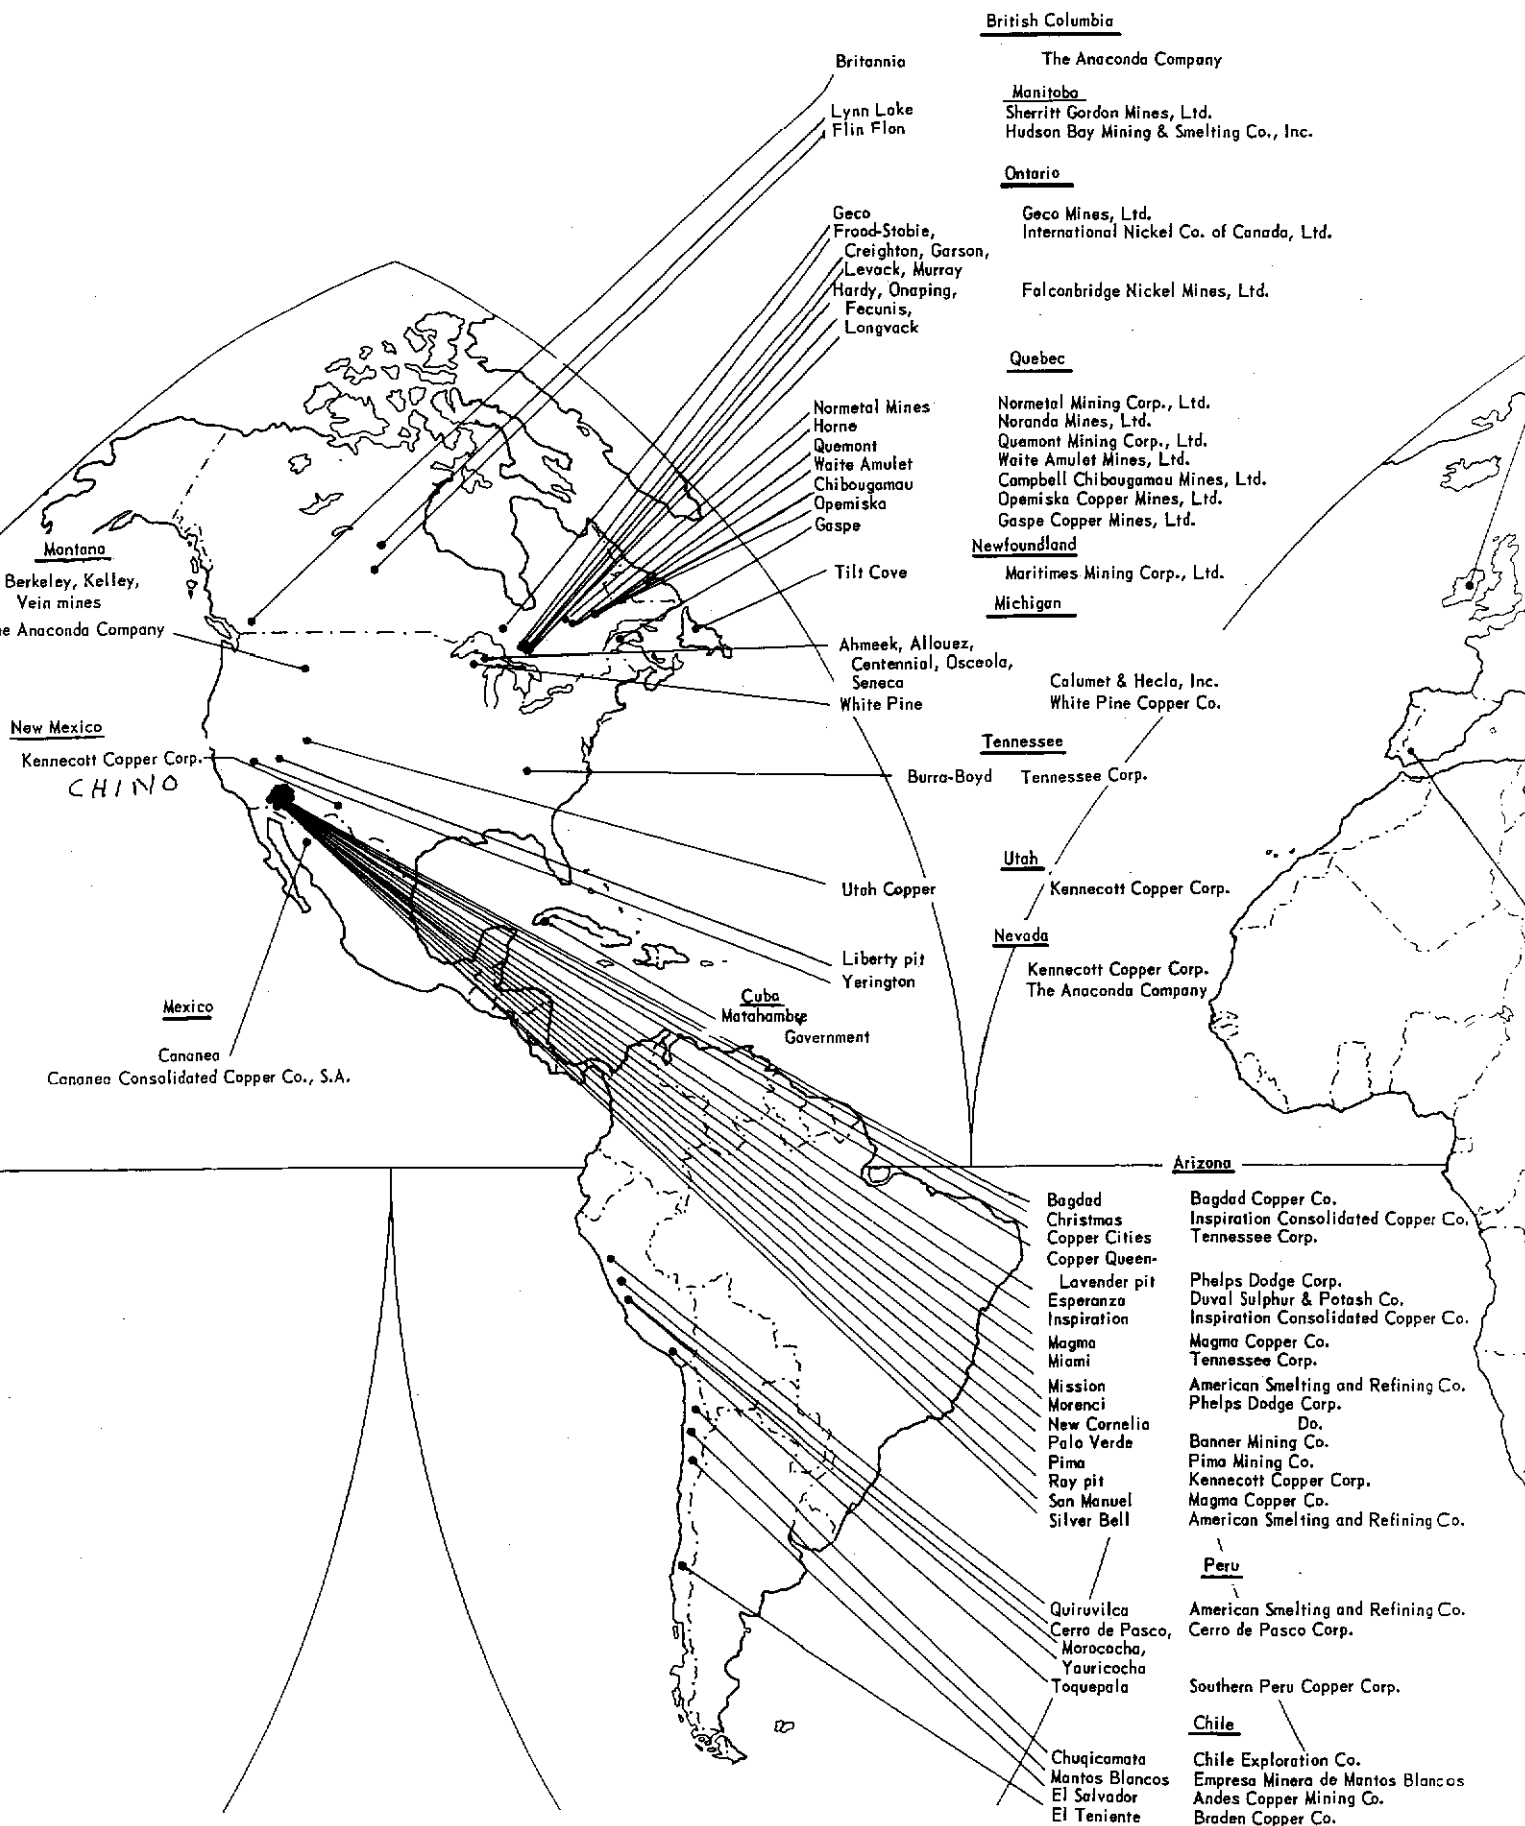 British Columbia
Britannia The Anaconda Company
Manitoba
Lynn Lake Sherritt Gordon Mines, Ltd.
Flin Flon Hudson Bay Mining & Smelting Co., Inc.
Ontario
Geco Geco Mines, Ltd.
Frood-Stobie, International Nickel Co. of Canada, Ltd.
Creighton, Garson,
Levack, Murray
Hardy, Onaping, Falconbridge Nickel Mines, Ltd.
Fecunis,
Longvack
Quebec
Normetal Mines Normetal Mining Corp., Ltd.
Horne Noranda Mines, Ltd.
Quemont Quemont Mining Corp., Ltd.
Waite Amulet Waite Amulet Mines, Ltd.
Chibougamau Campbell Chibougamau Mines, Ltd.
Opemiska Opemiska Copper Mines, Ltd.
Gaspe Gaspe Copper Mines, Ltd.
Newfoundland
Tilt Cove Maritimes Mining Corp., Ltd.
Montana
Berkeley, Kelley,
Vein mines
The Anaconda Company
Michigan
Ahmeek, Allouez,
Centennial, Osceola,
Seneca Calumet & Hecla, Inc.
White Pine White Pine Copper Co.
New Mexico
Kennecott Copper Corp.
CHINO
Tennessee
Burra-Boyd Tennessee Corp.
Utah
Utah Copper Kennecott Copper Corp.
Nevada
Liberty pit Kennecott Copper Corp.
Yerington The Anaconda Company
Cuba
Matahambre
Government
Mexico
Cananea
Cananea Consolidated Copper Co., S.A.
Arizona
Bagdad Bagdad Copper Co.
Christmas Inspiration Consolidated Copper Co.
Copper Cities Tennessee Corp.
Copper Queen-
Lavender pit Phelps Dodge Corp.
Esperanza Duval Sulphur & Potash Co.
Inspiration Inspiration Consolidated Copper Co.
Magma Magma Copper Co.
Miami Tennessee Corp.
Mission American Smelting and Refining Co.
Morenci Phelps Dodge Corp.
New Cornelia Do.
Palo Verde Banner Mining Co.
Pima Pima Mining Co.
Ray pit Kennecott Copper Corp.
San Manuel Magma Copper Co.
Silver Bell American Smelting and Refining Co.
Peru
Quiruvilca American Smelting and Refining Co.
Cerro de Pasco, Cerro de Pasco Corp.
Morococha,
Yauricocha
Toquepala Southern Peru Copper Corp.
Chile
Chuqicamata Chile Exploration Co.
Mantos Blancos Empresa Minera de Mantos Blancos
El Salvador Andes Copper Mining Co.
El Teniente Braden Copper Co.